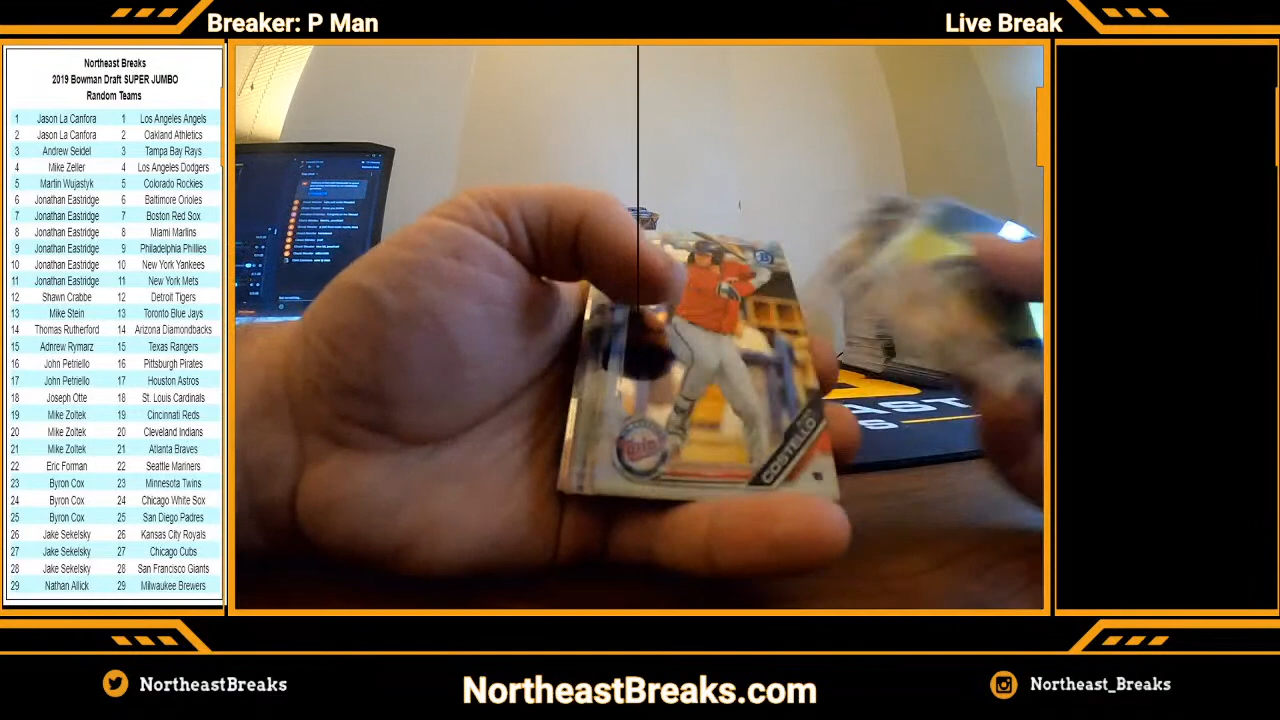 Breaker: P Man
Live Break
Northeast Breaks
2019 Bowman Draft SUPER JUMBO
Random Teams
1 Jason La Canfora 1 Los Angeles Angels
2 Jason La Canfora 2 Oakland Athletics
3 Andrew Seidel 3 Tampa Bay Rays
4 Mike Zeller 4 Los Angeles Dodgers
5 Martin Wujastyk 5 Colorado Rockies
6 Jonathan Eastridge 6 Baltimore Orioles
7 Jonathan Eastridge 7 Boston Red Sox
8 Jonathan Eastridge 8 Miami Marlins
9 Jonathan Eastridge 9 Philadelphia Phillies
10 Jonathan Eastridge 10 New York Yankees
11 Jonathan Eastridge 11 New York Mets
12 Shawn Crabbe 12 Detroit Tigers
13 Mike Stein 13 Toronto Blue Jays
14 Thomas Rutherford 14 Arizona Diamondbacks
15 Adnrew Rymarz 15 Texas Rangers
16 John Petriello 16 Pittsburgh Pirates
17 John Petriello 17 Houston Astros
18 Joseph Otte 18 St. Louis Cardinals
19 Mike Zoltek 19 Cincinnati Reds
20 Mike Zoltek 20 Cleveland Indians
21 Mike Zoltek 21 Atlanta Braves
22 Eric Forman 22 Seattle Mariners
23 Byron Cox 23 Minnesota Twins
24 Byron Cox 24 Chicago White Sox
25 Byron Cox 25 San Diego Padres
26 Jake Sekelsky 26 Kansas City Royals
27 Jake Sekelsky 27 Chicago Cubs
28 Jake Sekelsky 28 San Francisco Giants
29 Nathan Allick 29 Milwaukee Brewers
COSTELLO
NortheastBreaks
NortheastBreaks.com
Northeast_Breaks